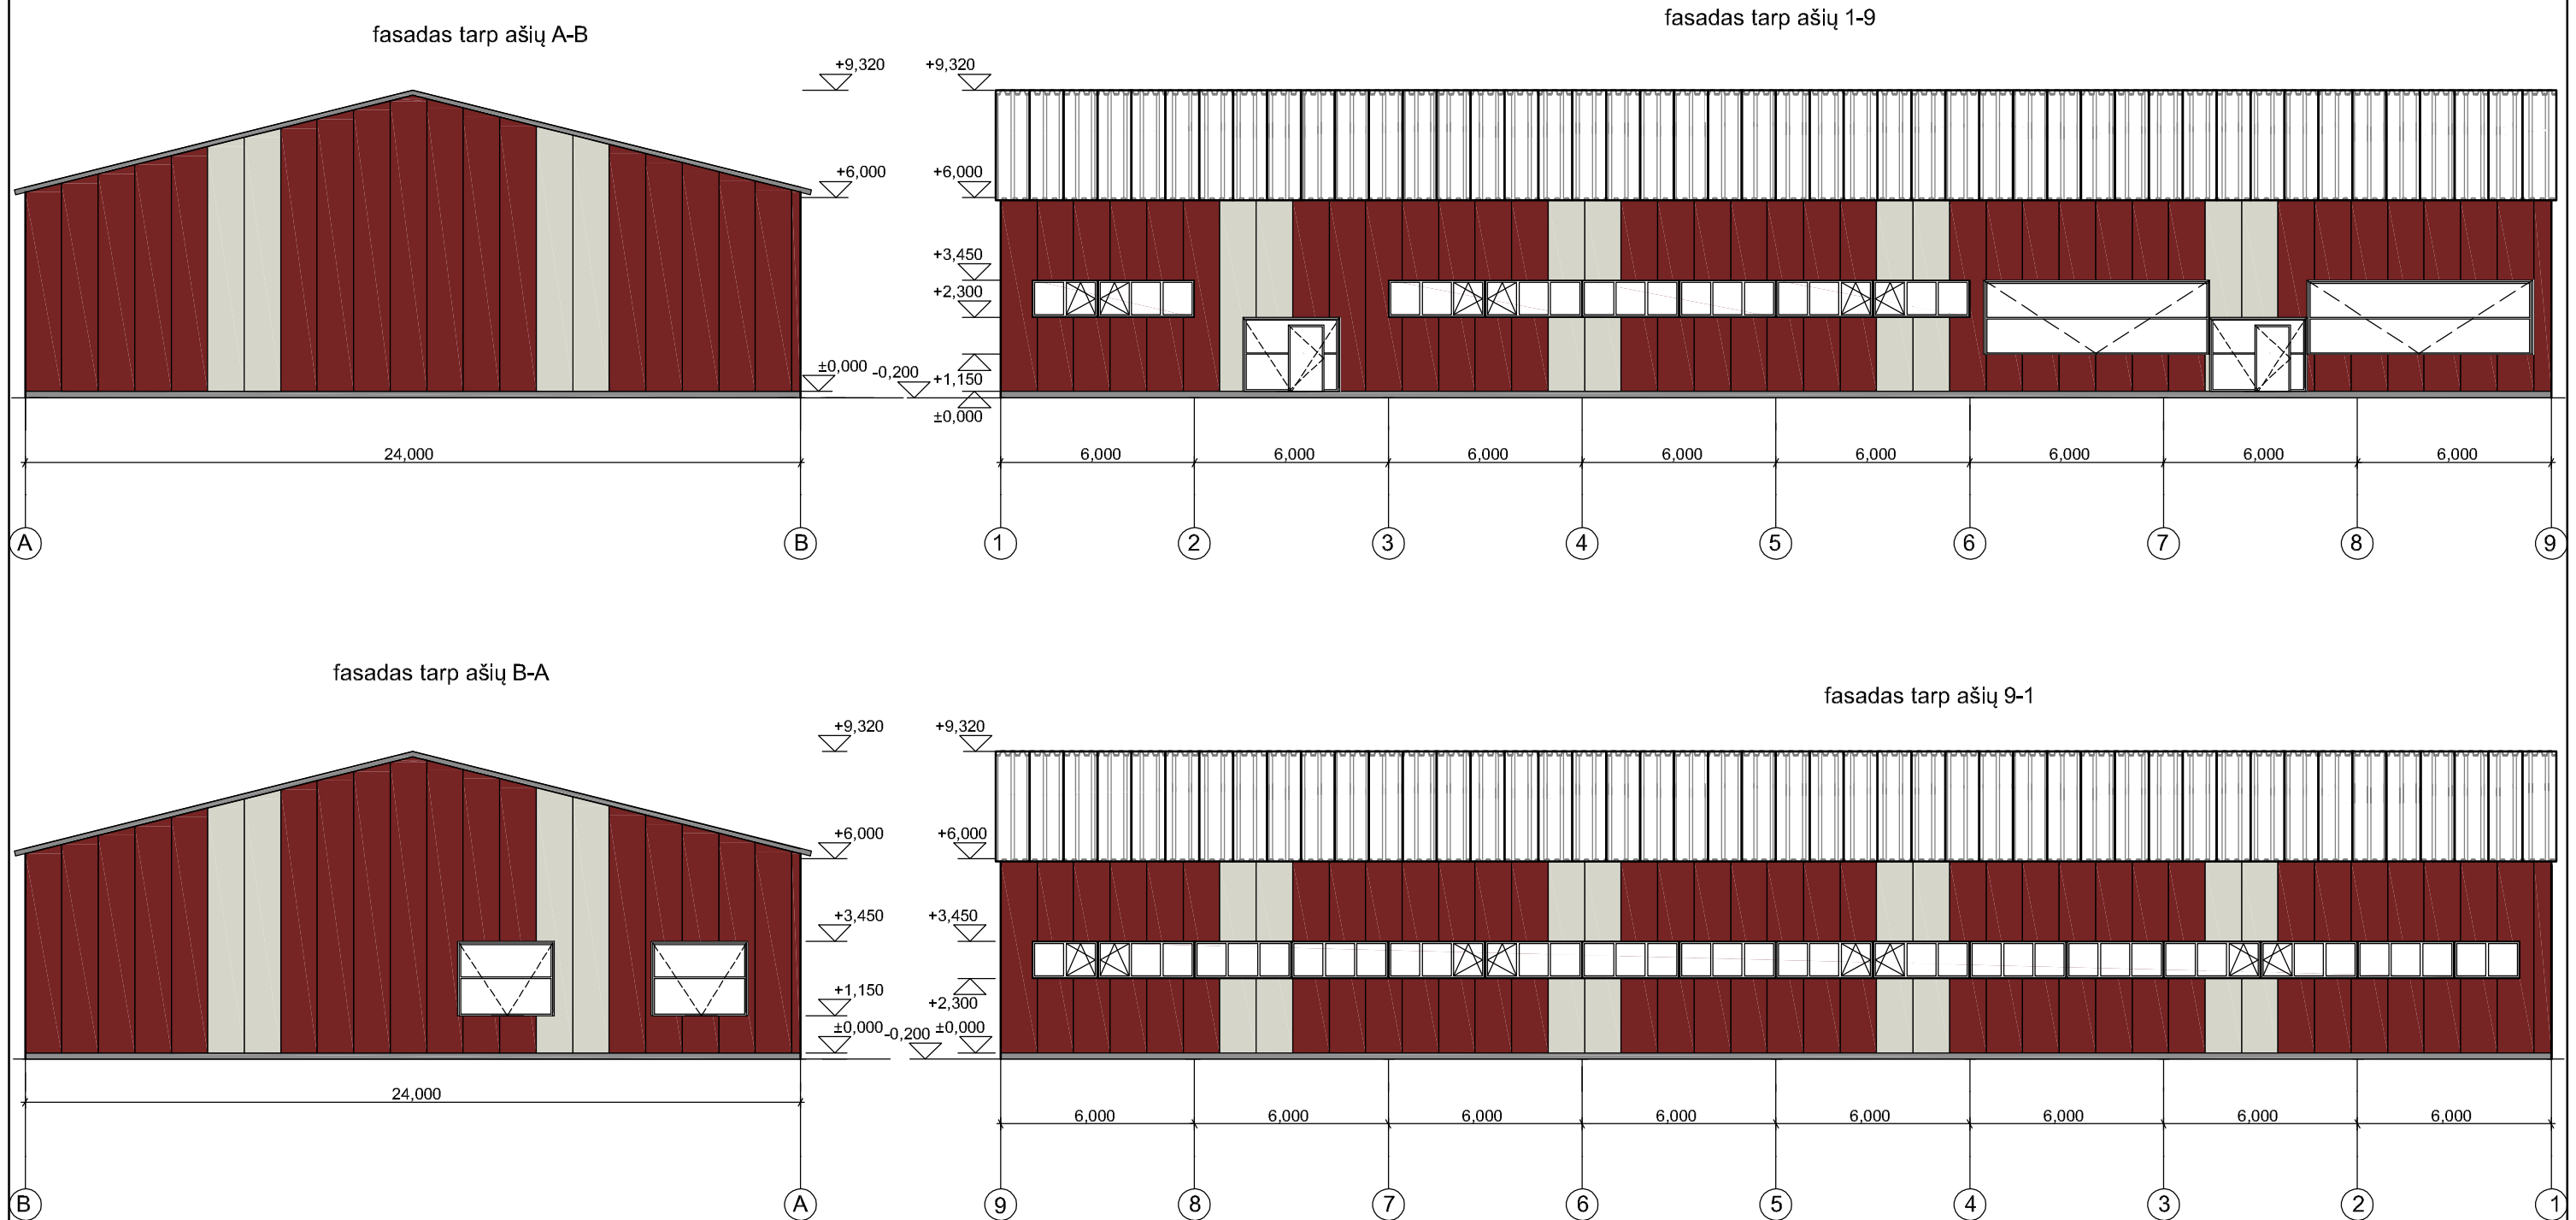 fasadas tarp ašių A-B
fasadas tarp ašių 1-9
+9,320
+9,320
+6,000
+6,000
+3,450
+2,300
±0,000
-0,200
+1,150
±0,000
24,000
6,000 6,000 6,000 6,000 6,000 6,000 6,000 6,000
A B 1 2 3 4 5 6 7 8 9
fasadas tarp ašių B-A
fasadas tarp ašių 9-1
+9,320
+9,320
+6,000
+6,000
+3,450
+3,450
+1,150
+2,300
±0,000
-0,200
±0,000
24,000
6,000 6,000 6,000 6,000 6,000 6,000 6,000 6,000
B A 9 8 7 6 5 4 3 2 1